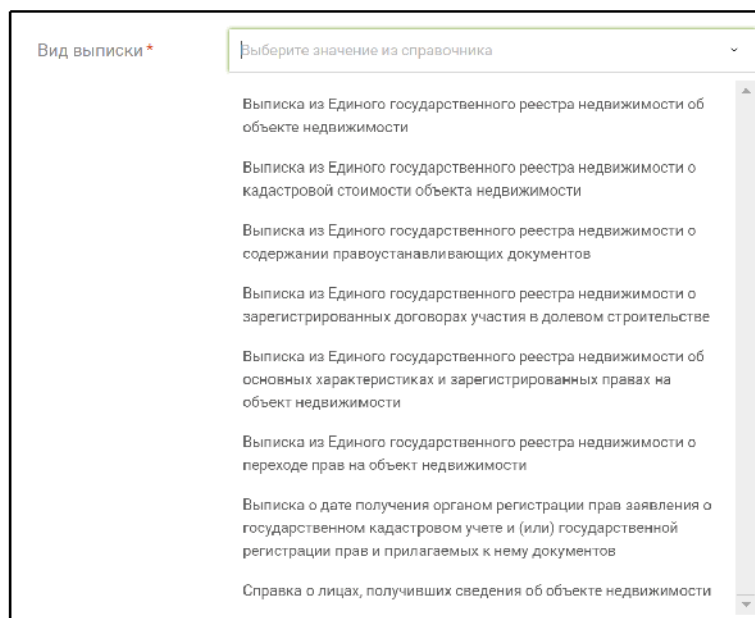 Вид выписки *
Выберите значение из справочника
Выписка из Единого государственного реестра недвижимости об
объекте недвижимости
Выписка из Единого государственного реестра недвижимости о
кадастровой стоимости объекта недвижимости
Выписка из Единого государственного реестра недвижимости о
содержании правоустанавливающих документов
Выписка из Единого государственного реестра недвижимости о
зарегистрированных договорах участия в долевом строительстве
Выписка из Единого государственного реестра недвижимости об
основных характеристиках и зарегистрированных правах на
объект недвижимости
Выписка из Единого государственного реестра недвижимости о
переходе прав на объект недвижимости
Выписка о дате получения органом регистрации прав заявления о
государственном кадастровом учете и (или) государственной
регистрации прав и прилагаемых к нему документов
Справка о лицах, получивших сведения об объекте недвижимости